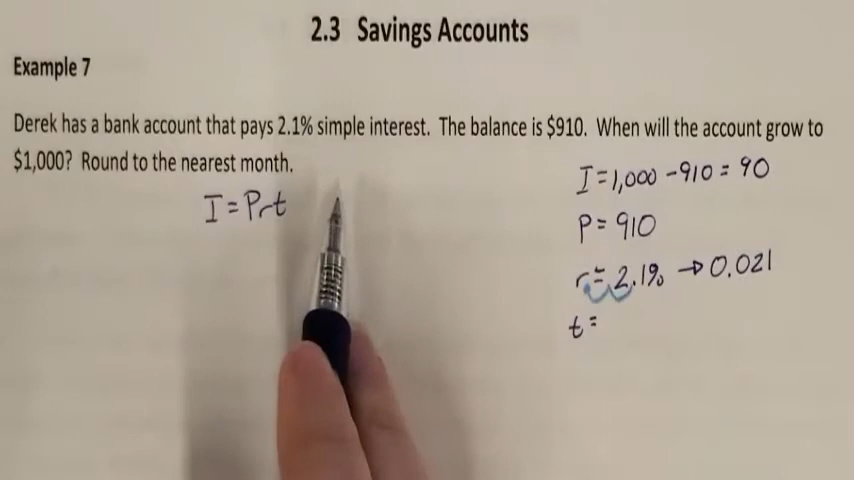 2.3 Savings Accounts
Example 7
Derek has a bank account that pays 2.1% simple interest. The balance is $910. When will the account grow to
$1,000? Round to the nearest month.
I = Prt
I = 1,000 - 910 = 90
P = 910
r = 2.1% → 0.021
t =